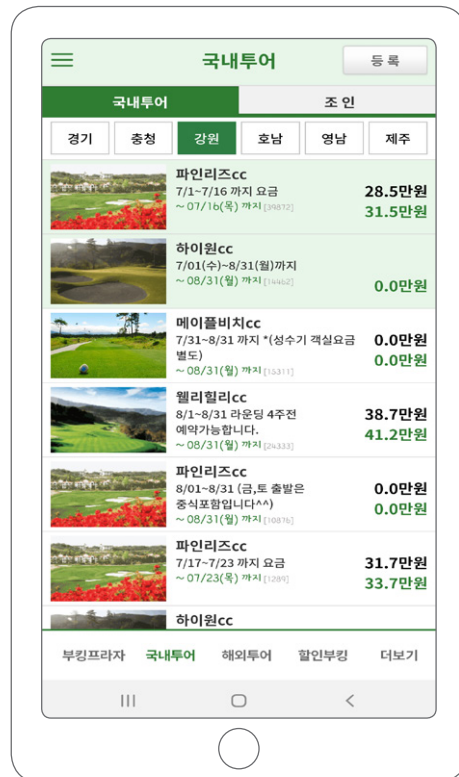 국내투어
등 록
국내투어
조 인
경기
충청
강원
호남
영남
제주
파인리즈cc
7/1~7/16 까지 요금
28.5만원
~ 07/16(목) 까지 [39812]
31.5만원
하이원cc
7/01(수)~8/31(월)까지
~ 08/31(월) 까지 [14462]
0.0만원
메이플비치cc
7/31~8/31 까지 *(성수기 객실요금
별도)
0.0만원
~ 08/31(월) 까지 [15311]
0.0만원
웰리힐리cc
8/1~8/31 라운딩 4주전
예약가능합니다.
38.7만원
~ 08/31(월) 까지 [24333]
41.2만원
파인리즈cc
8/01~8/31 (금,토 출발은
중식포함입니다^^)
0.0만원
~ 08/31(월) 까지 [10876]
0.0만원
파인리즈cc
7/17~7/23 까지 요금
31.7만원
~ 07/23(목) 까지 [1289]
33.7만원
하이원cc
부킹프라자
국내투어
해외투어
할인부킹
더보기